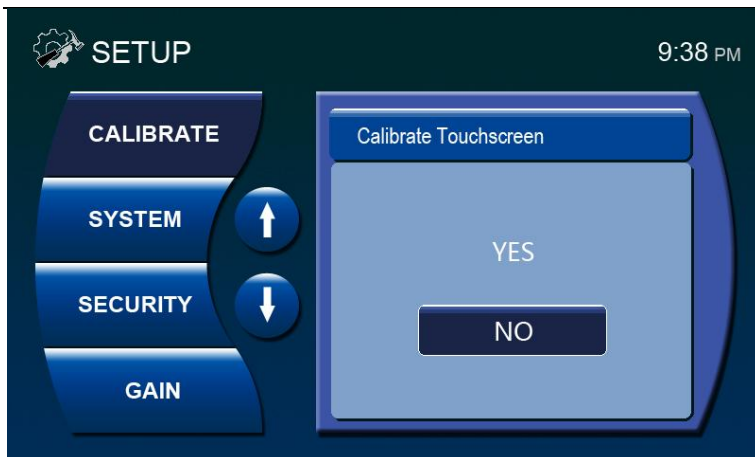 SETUP
9:38 PM
CALIBRATE
SYSTEM
SECURITY
GAIN
Calibrate Touchscreen
YES
NO